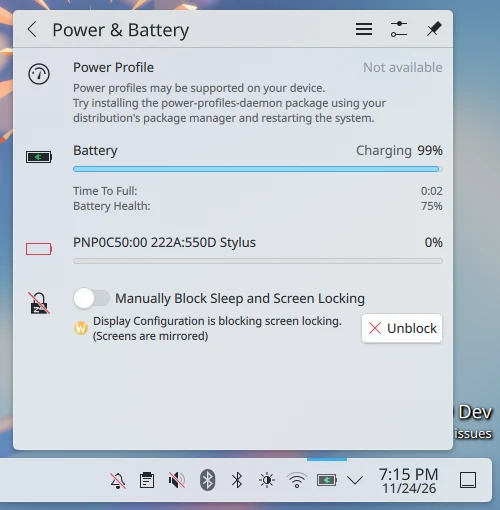 Power & Battery
Power Profile
Not available
Power profiles may be supported on your device.
Try installing the power-profiles-daemon package using your
distribution's package manager and restarting the system.
Battery
Charging 99%
Time To Full:
0:02
Battery Health:
75%
PNP0C50:00 222A:550D Stylus
0%
Manually Block Sleep and Screen Locking
Display Configuration is blocking screen locking.
(Screens are mirrored)
Unblock
Dev
issues
7:15 PM
11/24/26